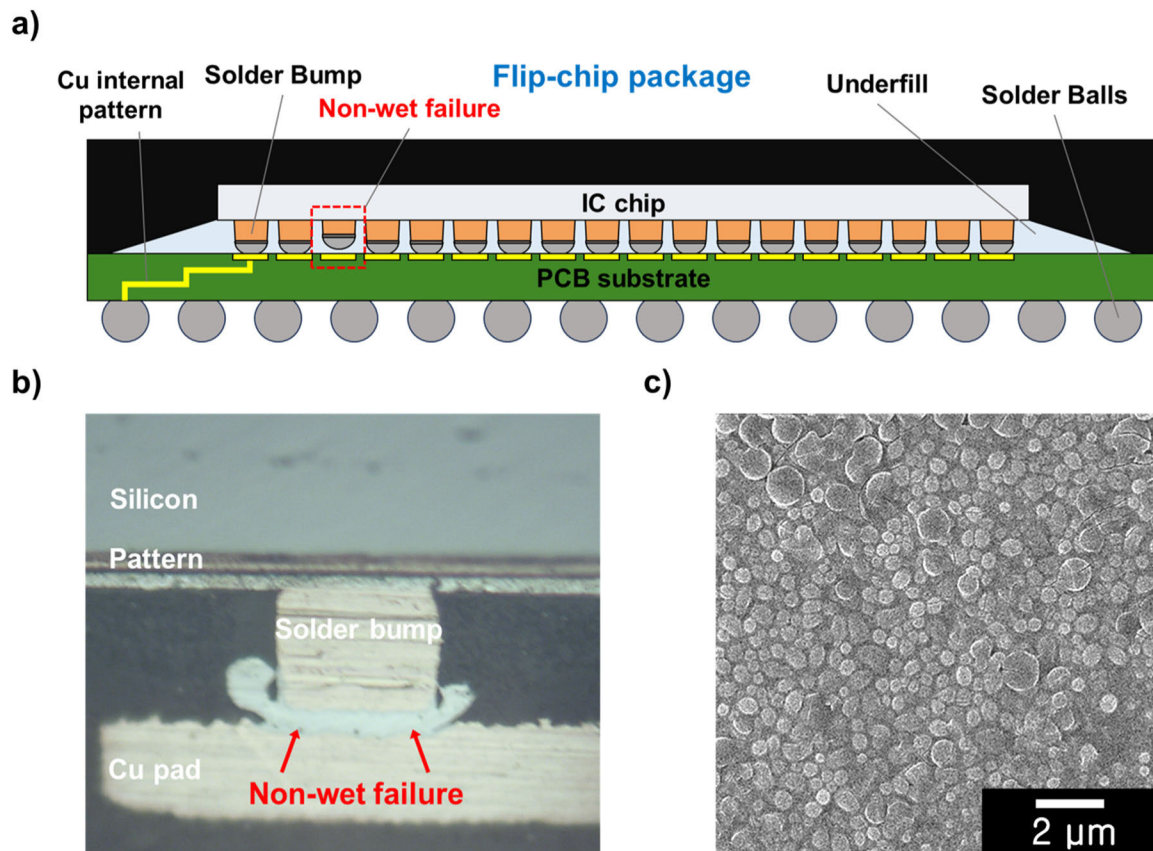 a)
Cu internal
pattern
Solder Bump
Flip-chip package
Non-wet failure
Underfill
Solder Balls
IC chip
PCB substrate
b)
Silicon
Pattern
Solder bump
Cu pad
Non-wet failure
c)
2 μm